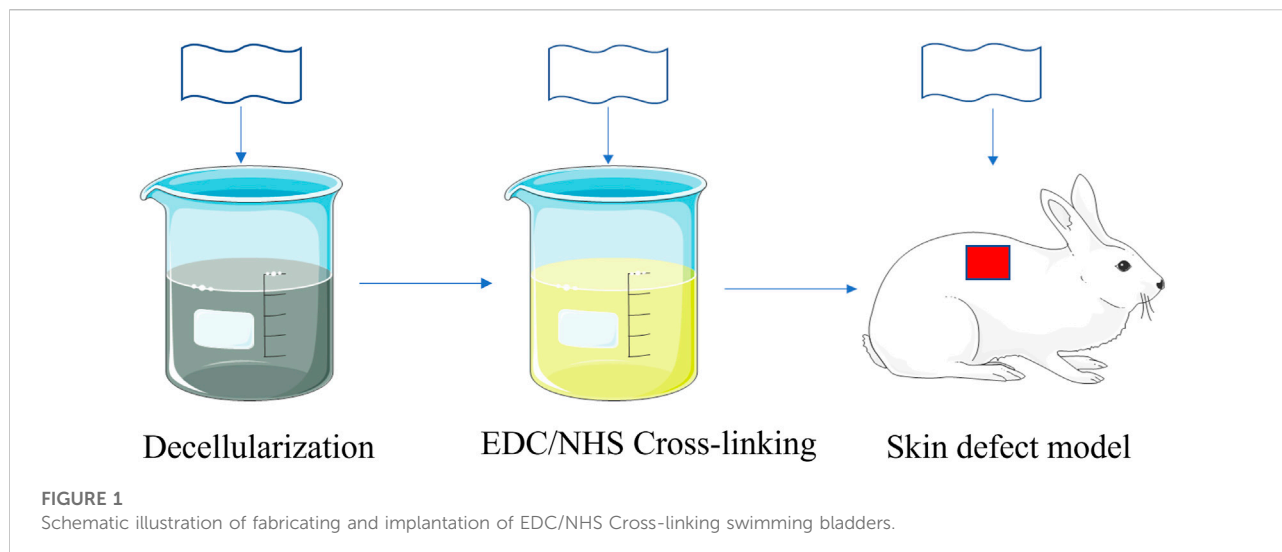 Decellularization
EDC/NHS Cross-linking
Skin defect model
FIGURE 1
Schematic illustration of fabricating and implantation of EDC/NHS Cross-linking swimming bladders.